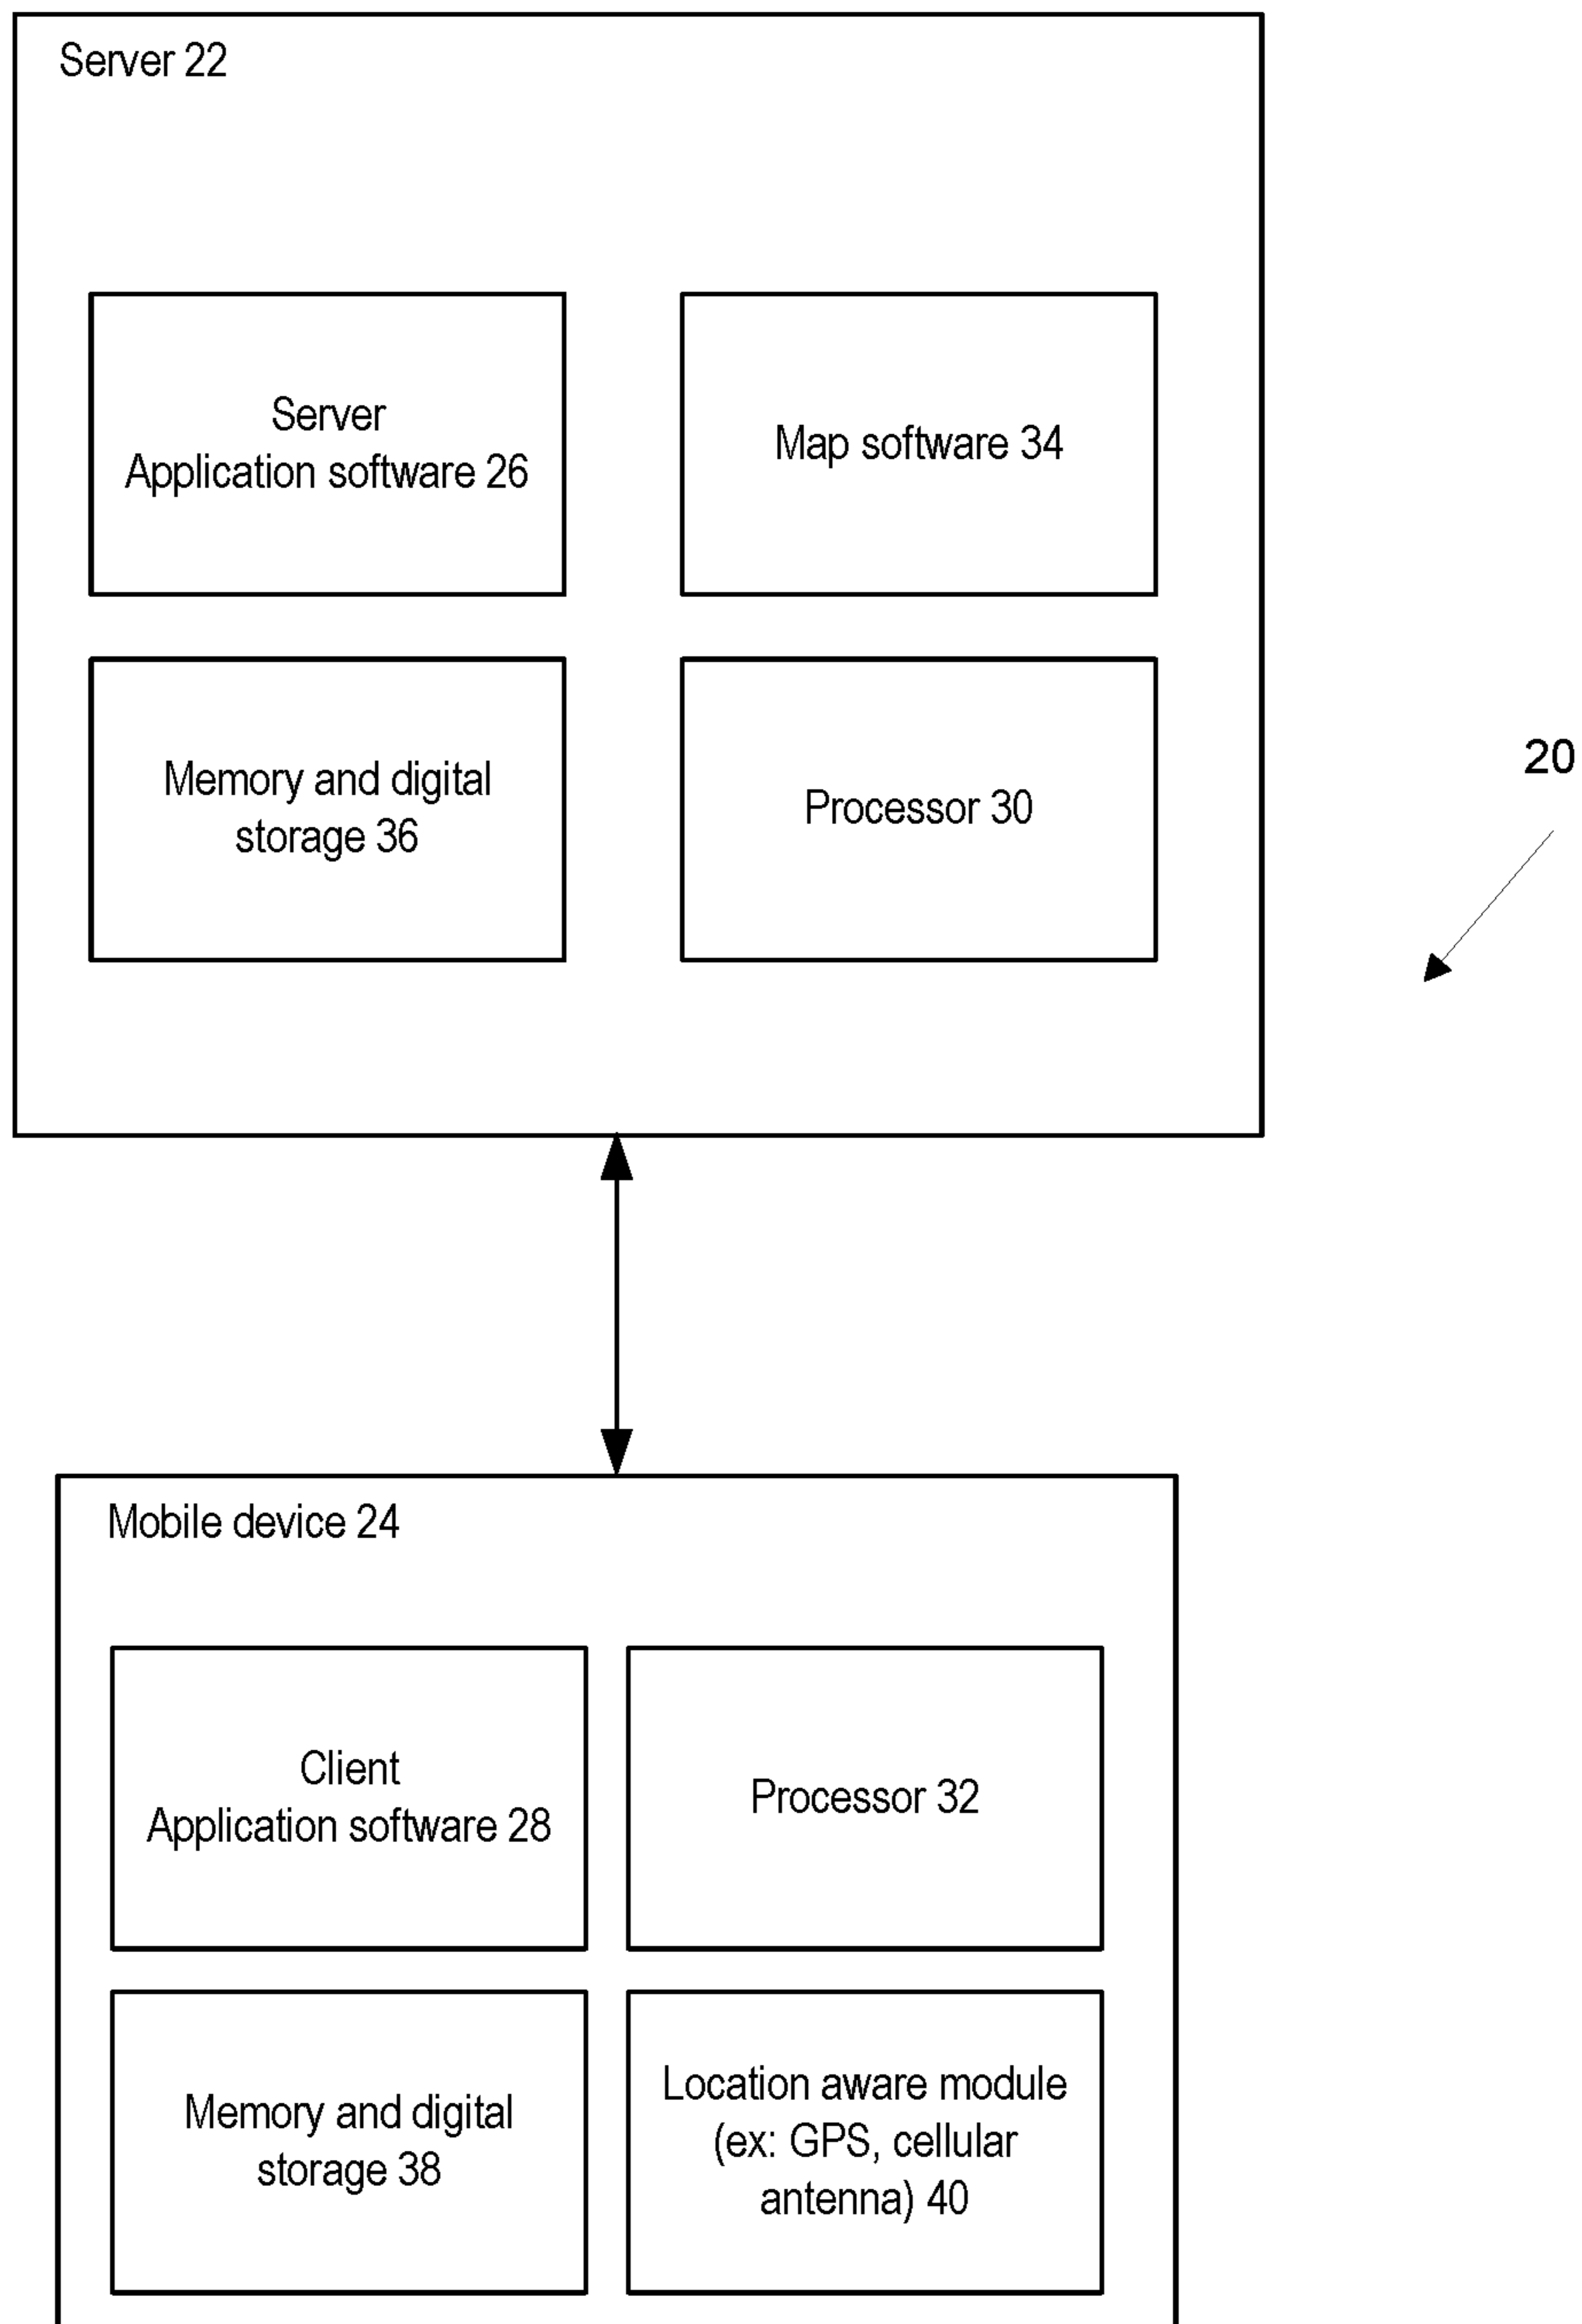 Server 22
Server
Application software 26
Map software 34
Memory and digital
storage 36
Processor 30
20
Mobile device 24
Client
Application software 28
Processor 32
Memory and digital
storage 38
Location aware module
(ex: GPS, cellular
antenna) 40